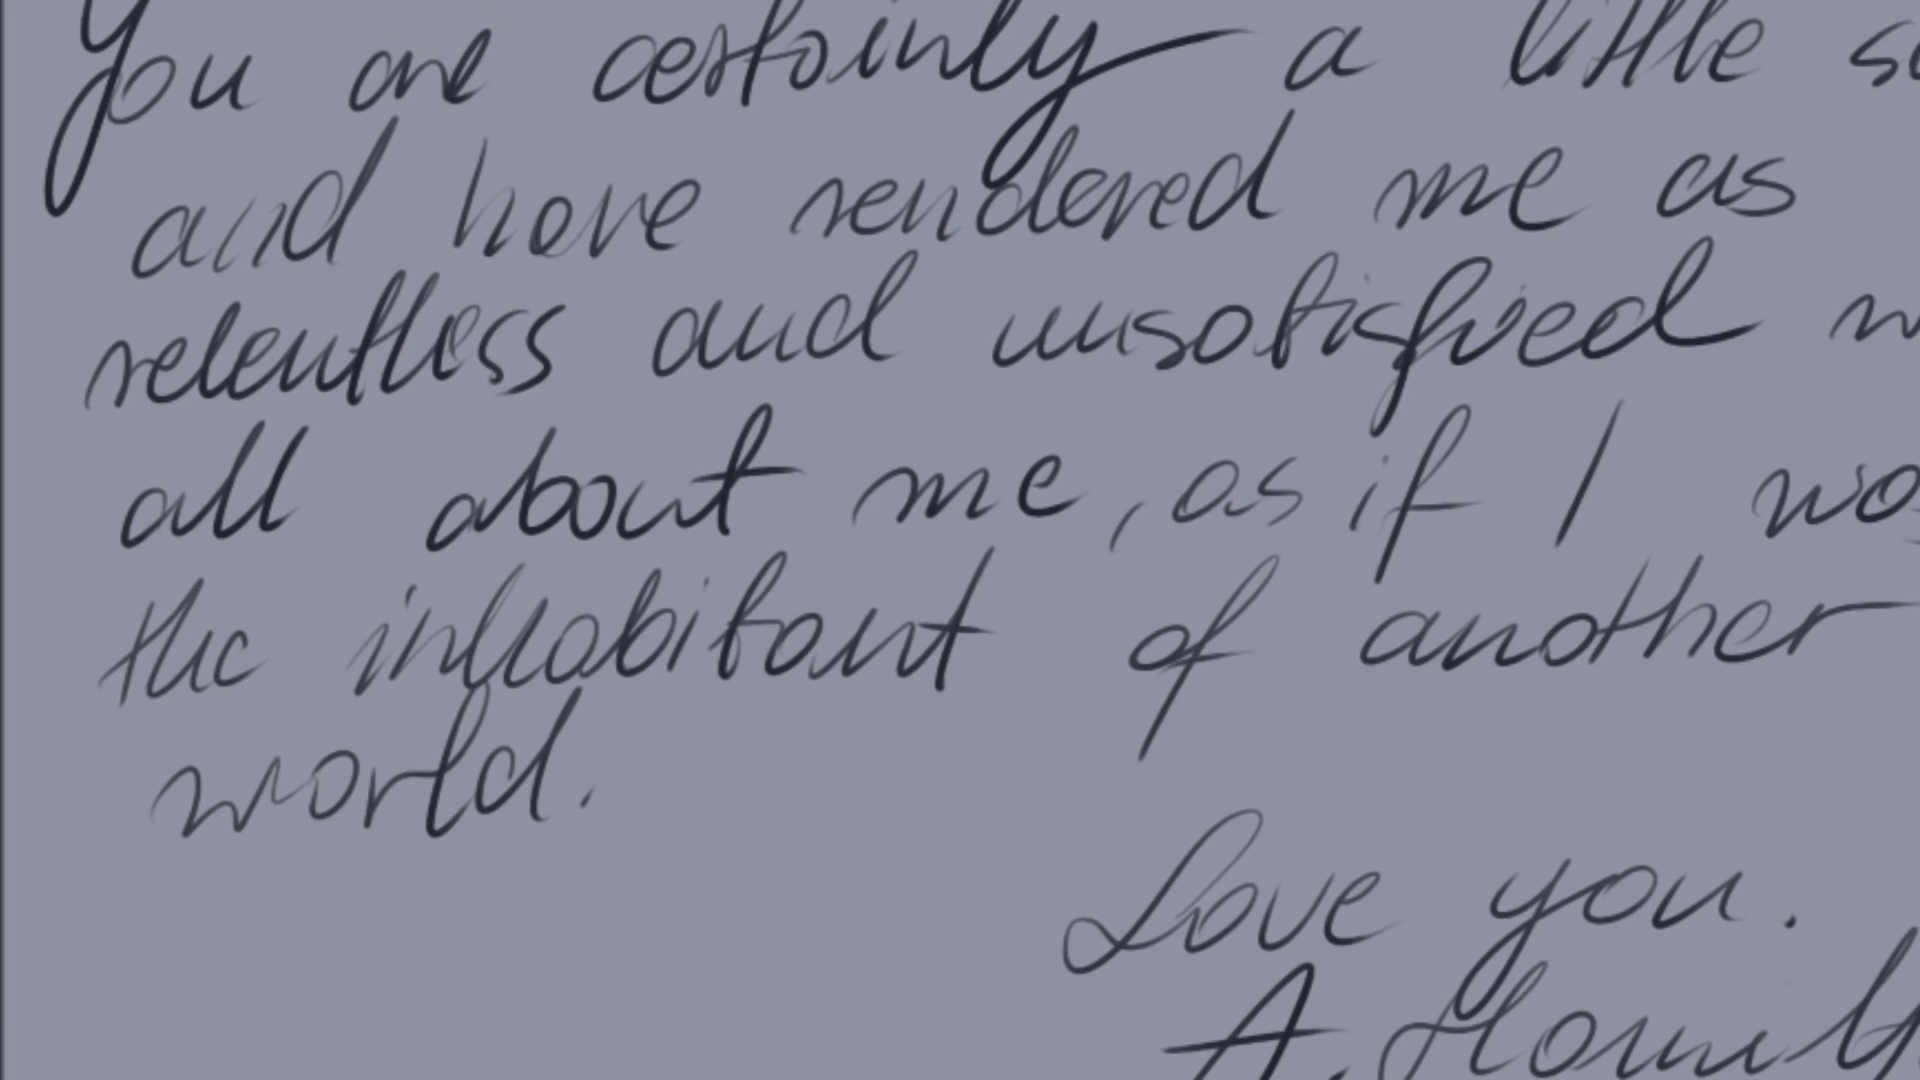 You are certainly a little
and have rendered me as
relentless and unsatisfied
all about me, as if I
the inhabitant of another
world.
Love you.
A.